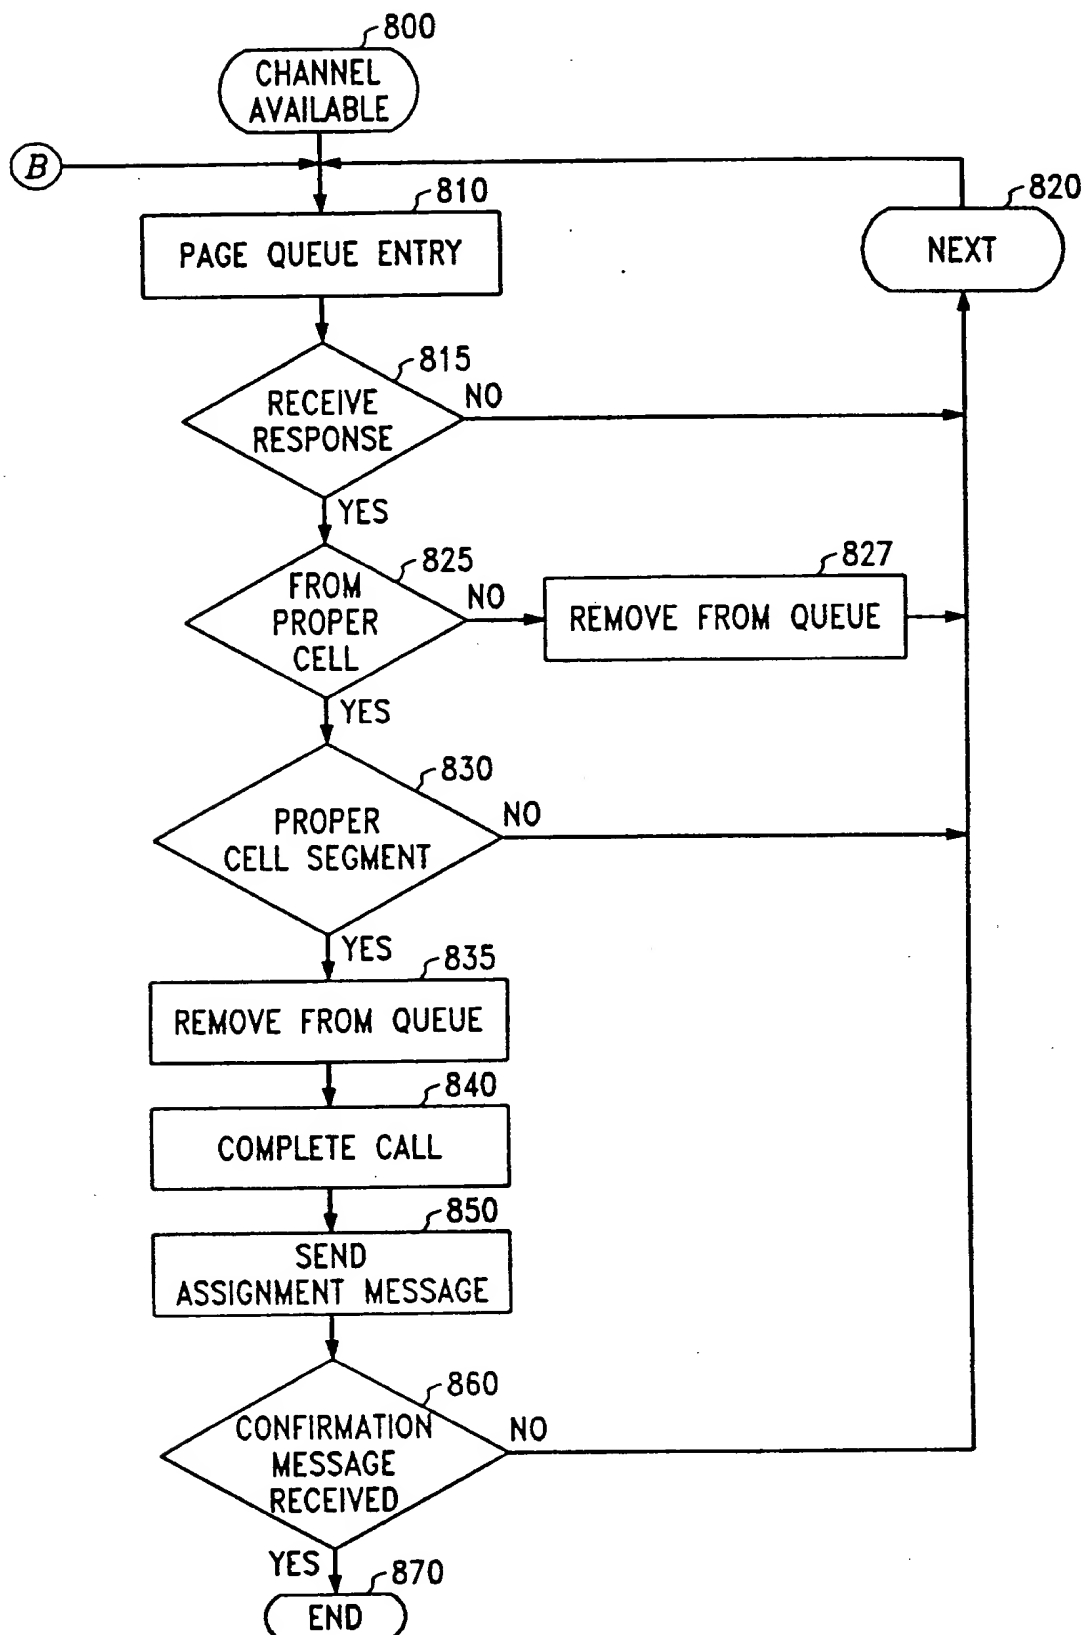 800
CHANNEL
AVAILABLE
B
810
820
PAGE QUEUE ENTRY
NEXT
815
RECEIVE
RESPONSE
NO
YES
825
FROM
PROPER
CELL
NO
827
REMOVE FROM QUEUE
YES
830
PROPER
CELL SEGMENT
NO
YES
835
REMOVE FROM QUEUE
840
COMPLETE CALL
850
SEND
ASSIGNMENT MESSAGE
860
CONFIRMATION
MESSAGE
RECEIVED
NO
YES
870
END